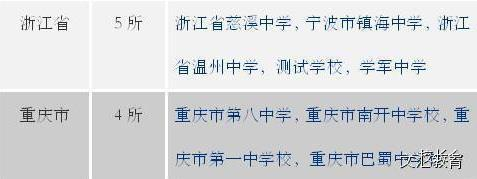 浙江省 5 所 浙江省慈溪中学，宁波市镇海中学，浙江
省温州中学，测试学校，学军中学
重庆市 4 所 重庆市第八中学，重庆市南开中学校，重
庆市第一中学校，重庆市巴蜀中学
教育